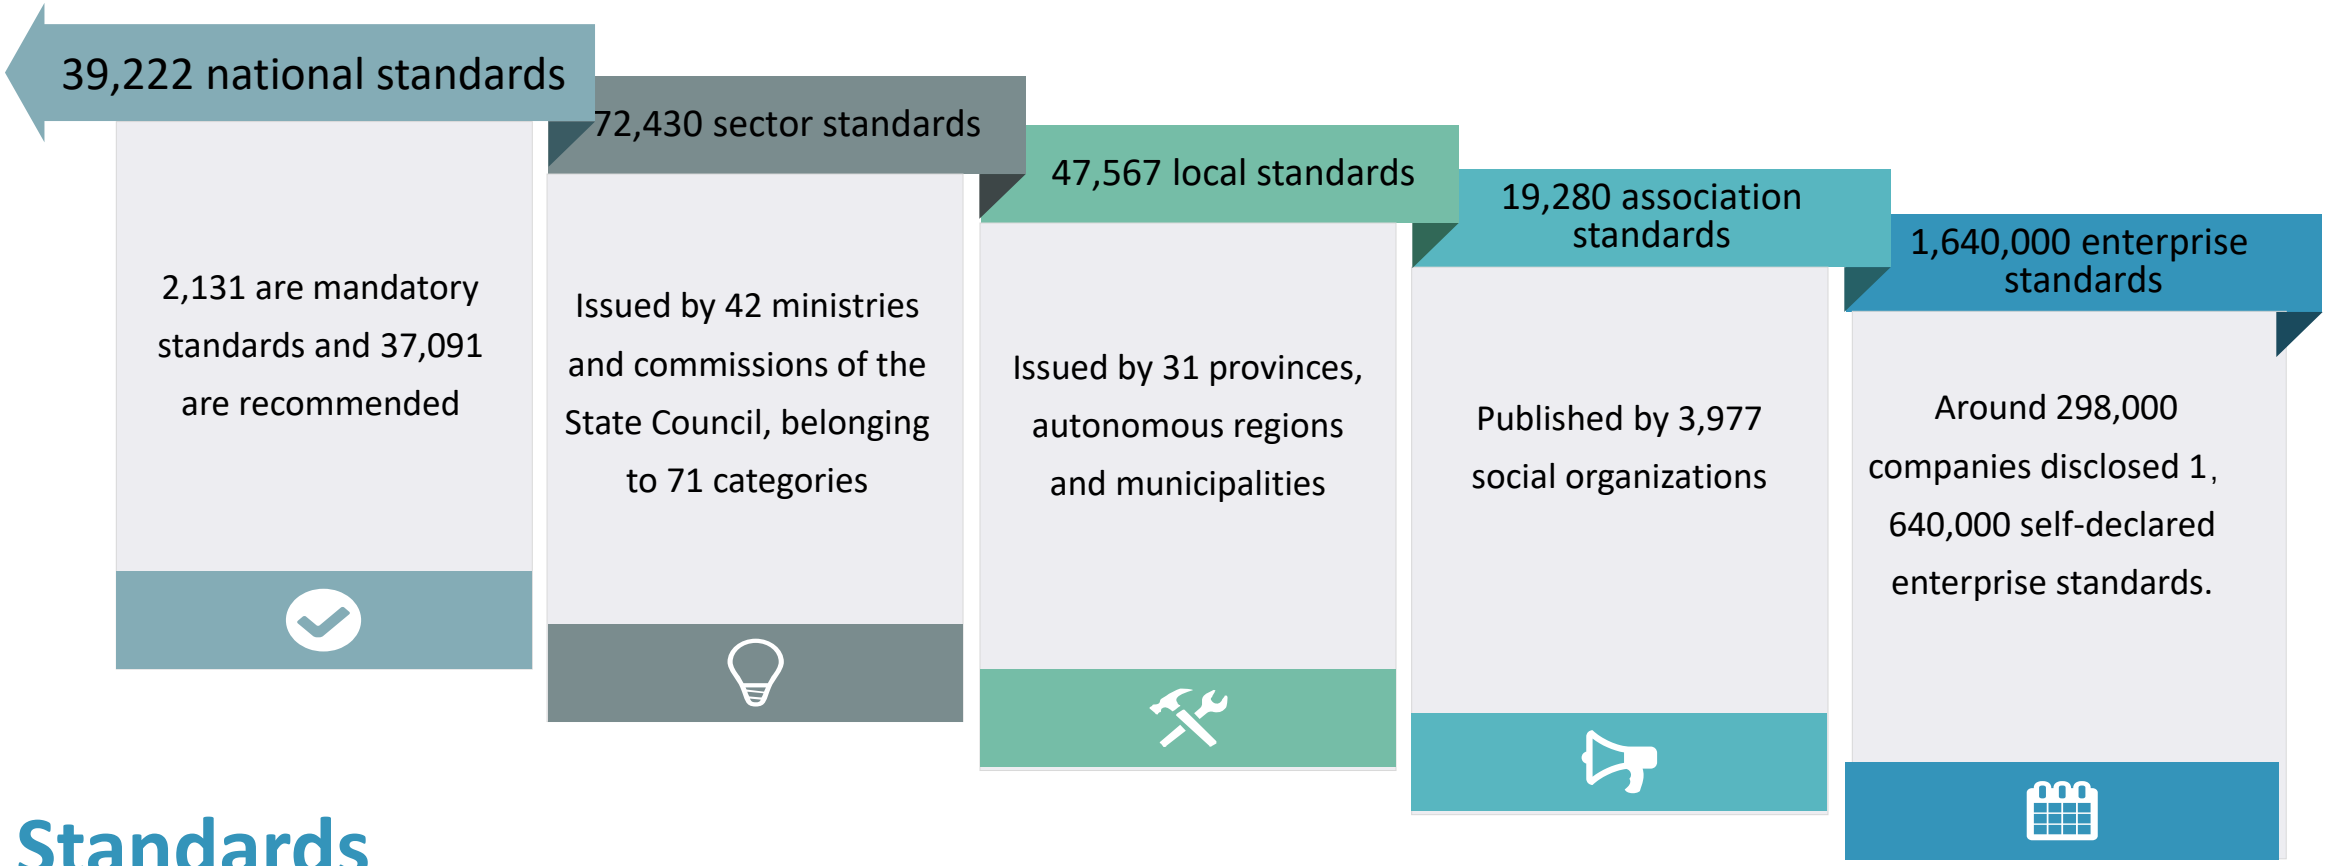 39,222 national standards
2,131 are mandatory
standards and 37,091
are recommended
72,430 sector standards
Issued by 42 ministries
and commissions of the
State Council, belonging
to 71 categories
47,567 local standards
Issued by 31 provinces,
autonomous regions
and municipalities
19,280 association
standards
Published by 3,977
social organizations
1,640,000 enterprise
standards
Around 298,000
companies disclosed 1,
640,000 self-declared
enterprise standards.
Standards